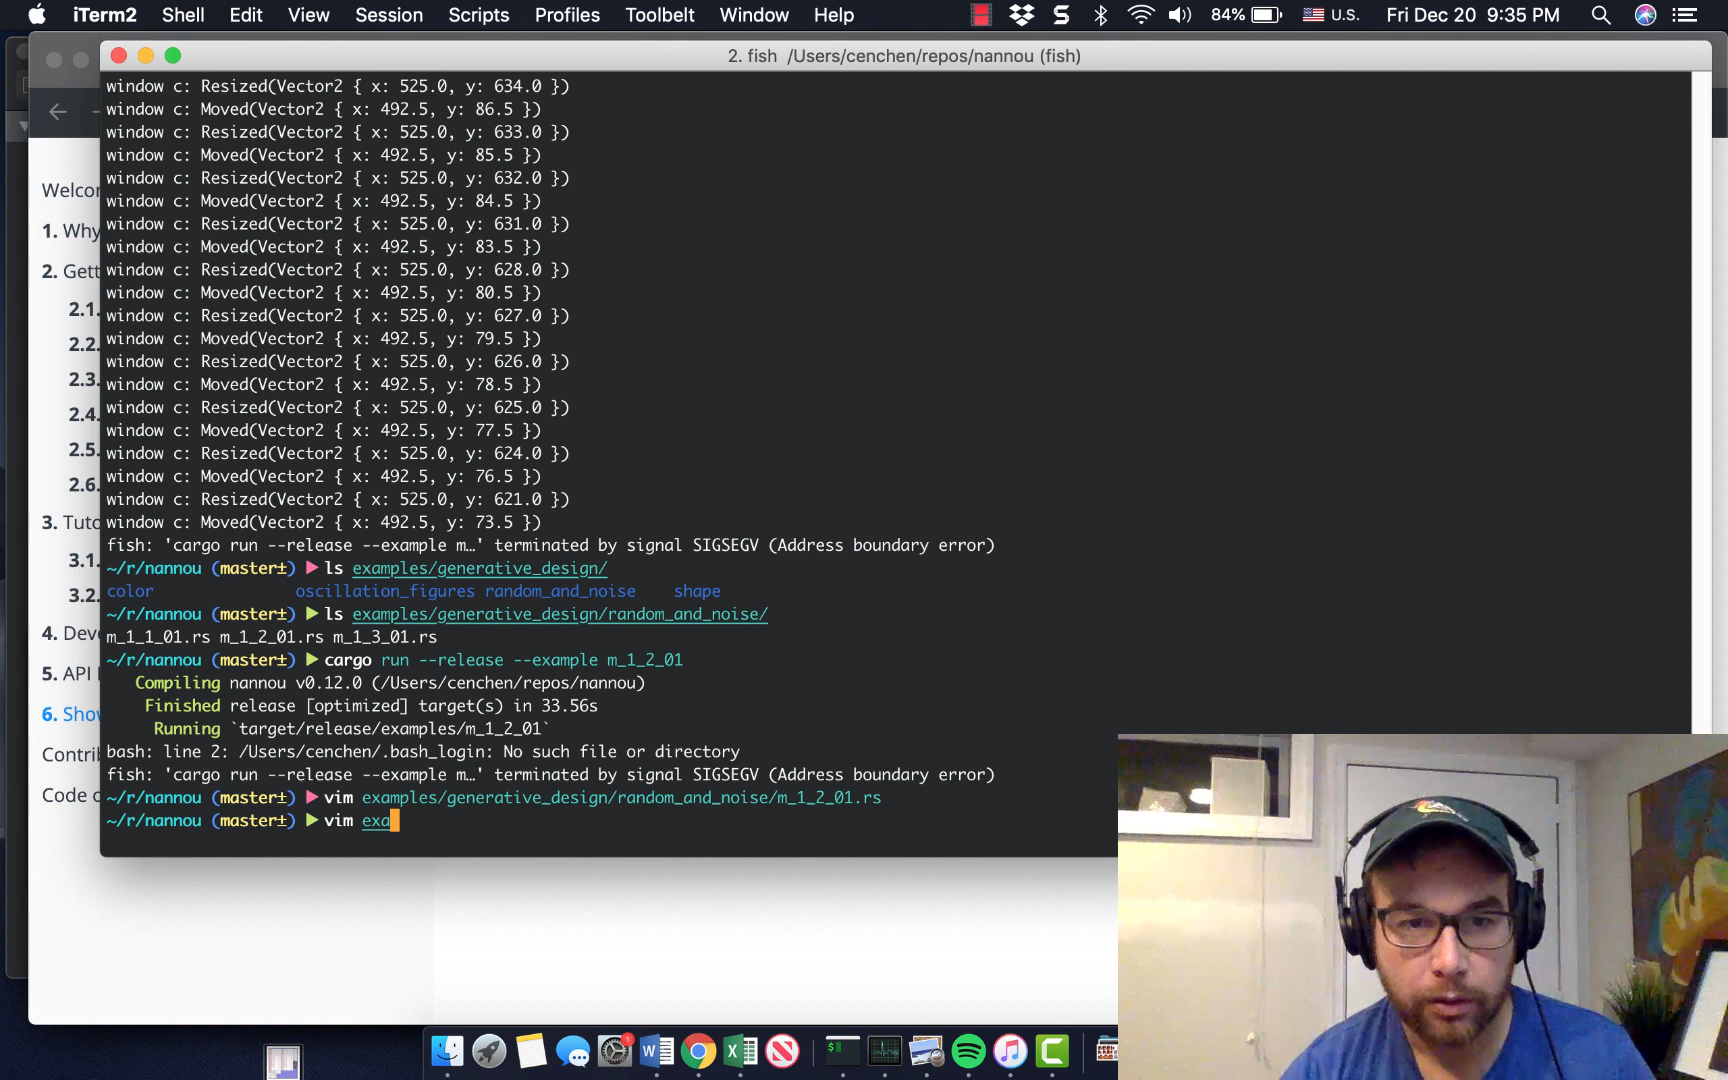 iTerm2 Shell Edit View Session Scripts Profiles Toolbelt Window Help 84% U.S. Fri Dec 20 9:35 PM
2. fish /Users/cenchen/repos/nannou (fish)
window c: Resized(Vector2 { x: 525.0, y: 634.0 })
window c: Moved(Vector2 { x: 492.5, y: 86.5 })
window c: Resized(Vector2 { x: 525.0, y: 633.0 })
window c: Moved(Vector2 { x: 492.5, y: 85.5 })
window c: Resized(Vector2 { x: 525.0, y: 632.0 })
window c: Moved(Vector2 { x: 492.5, y: 84.5 })
window c: Resized(Vector2 { x: 525.0, y: 631.0 })
window c: Moved(Vector2 { x: 492.5, y: 83.5 })
window c: Resized(Vector2 { x: 525.0, y: 628.0 })
window c: Moved(Vector2 { x: 492.5, y: 80.5 })
window c: Resized(Vector2 { x: 525.0, y: 627.0 })
window c: Moved(Vector2 { x: 492.5, y: 79.5 })
window c: Resized(Vector2 { x: 525.0, y: 626.0 })
window c: Moved(Vector2 { x: 492.5, y: 78.5 })
window c: Resized(Vector2 { x: 525.0, y: 625.0 })
window c: Moved(Vector2 { x: 492.5, y: 77.5 })
window c: Resized(Vector2 { x: 525.0, y: 624.0 })
window c: Moved(Vector2 { x: 492.5, y: 76.5 })
window c: Resized(Vector2 { x: 525.0, y: 621.0 })
window c: Moved(Vector2 { x: 492.5, y: 73.5 })
fish: 'cargo run --release --example m…' terminated by signal SIGSEGV (Address boundary error)
~/r/nannou (master±) ▶ ls examples/generative_design/
color oscillation_figures random_and_noise shape
~/r/nannou (master±) ▶ ls examples/generative_design/random_and_noise/
m_1_1_01.rs m_1_2_01.rs m_1_3_01.rs
~/r/nannou (master±) ▶ cargo run --release --example m_1_2_01
Compiling nannou v0.12.0 (/Users/cenchen/repos/nannou)
Finished release [optimized] target(s) in 33.56s
Running `target/release/examples/m_1_2_01`
bash: line 2: /Users/cenchen/.bash_login: No such file or directory
fish: 'cargo run --release --example m…' terminated by signal SIGSEGV (Address boundary error)
~/r/nannou (master±) ▶ vim examples/generative_design/random_and_noise/m_1_2_01.rs
~/r/nannou (master±) ▶ vim exa
Welco
1. Why
2. Gett
2.1.
2.2.
2.3.
2.4.
2.5.
2.6.
3. Tuto
3.1.
3.2.
4. Dev
5. API
6. Sho
Contri
Code o